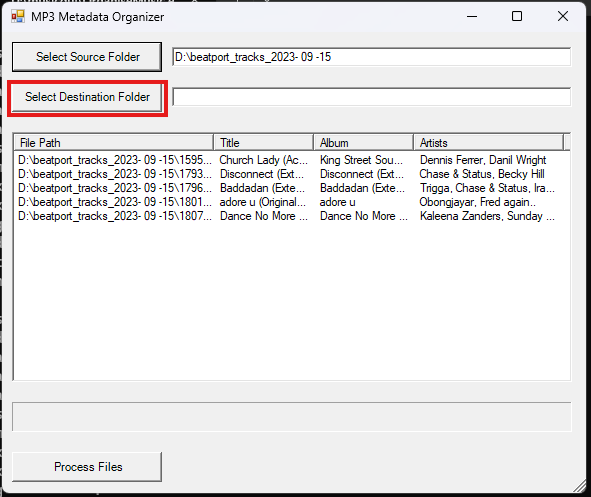 MP3 Metadata Organizer
Select Source Folder D:\beatport_tracks_2023- 09 -15
Select Destination Folder
File Path Title Album Artists
D:\beatport_tracks_2023- 09 -15\1595... Church Lady (Ac... King Street Sou... Dennis Ferrer, Danil Wright
D:\beatport_tracks_2023- 09 -15\1793... Disconnect (Ext... Disconnect (Ext... Chase & Status, Becky Hill
D:\beatport_tracks_2023- 09 -15\1796... Baddadan (Exte... Baddadan (Exte... Trigga, Chase & Status, Ira...
D:\beatport_tracks_2023- 09 -15\1801... adore u (Original... adore u Obongjayar, Fred again..
D:\beatport_tracks_2023- 09 -15\1807... Dance No More ... Dance No More ... Kaleena Zanders, Sunday ...
Process Files